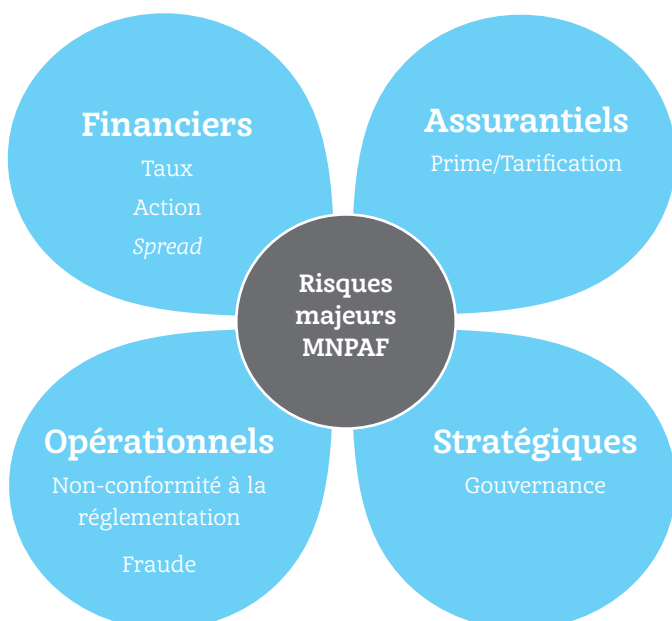 Financiers
Taux
Action
Spread
Assurantiels
Prime/Tarification
Risques
majeurs
MNPAF
Opérationnels
Non-conformité à la
réglementation
Fraude
Stratégiques
Gouvernance